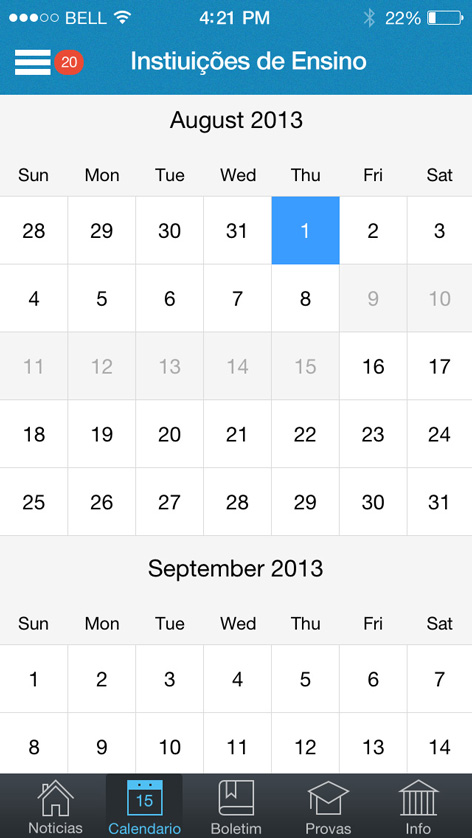 BELL 4:21 PM 22%
20 Instiuições de Ensino
August 2013
Sun Mon Tue Wed Thu Fri Sat
28 29 30 31 1 2 3
4 5 6 7 8 9 10
11 12 13 14 15 16 17
18 19 20 21 22 23 24
25 26 27 28 29 30 31
September 2013
Sun Mon Tue Wed Thu Fri Sat
1 2 3 4 5 6 7
8 9 10 11 12 13 14
15
Noticias Calendario Boletim Provas Info